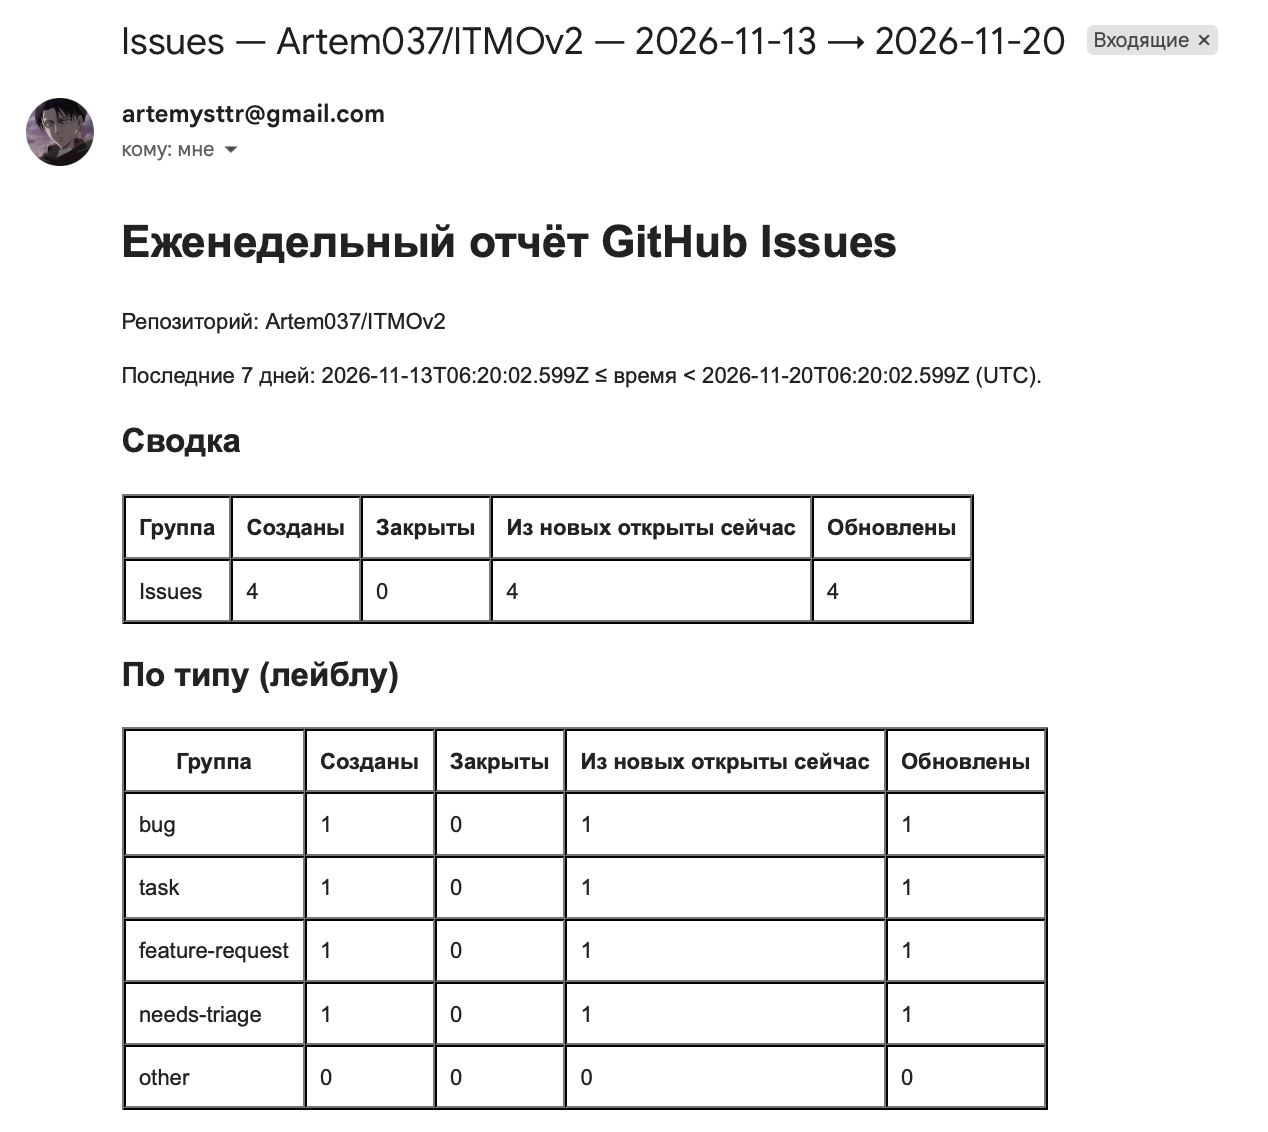 Issues — Artem037/ITMOv2 — 2026-11-13 → 2026-11-20 Входящие ×
artemysttr@gmail.com
кому: мне
Еженедельный отчёт GitHub Issues
Репозиторий: Artem037/ITMOv2
Последние 7 дней: 2026-11-13T06:20:02.599Z ≤ время < 2026-11-20T06:20:02.599Z (UTC).
Сводка
Группа Созданы Закрыты Из новых открыты сейчас Обновлены
Issues 4 0 4 4
По типу (лейблу)
Группа Созданы Закрыты Из новых открыты сейчас Обновлены
bug 1 0 1 1
task 1 0 1 1
feature-request 1 0 1 1
needs-triage 1 0 1 1
other 0 0 0 0